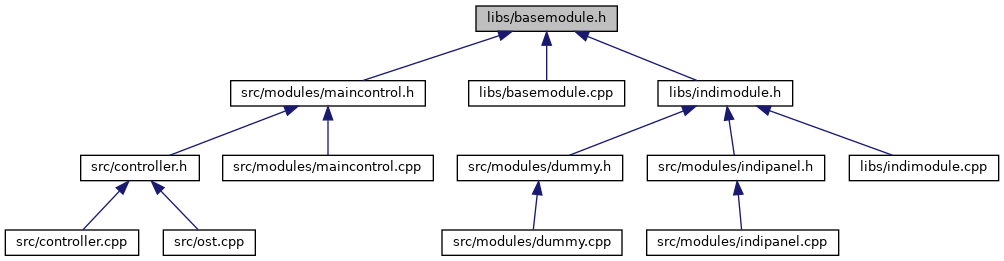 libs/basemodule.h
src/modules/maincontrol.h
libs/basemodule.cpp
libs/indimodule.h
src/controller.h
src/modules/maincontrol.cpp
src/modules/dummy.h
src/modules/indipanel.h
libs/indimodule.cpp
src/controller.cpp
src/ost.cpp
src/modules/dummy.cpp
src/modules/indipanel.cpp